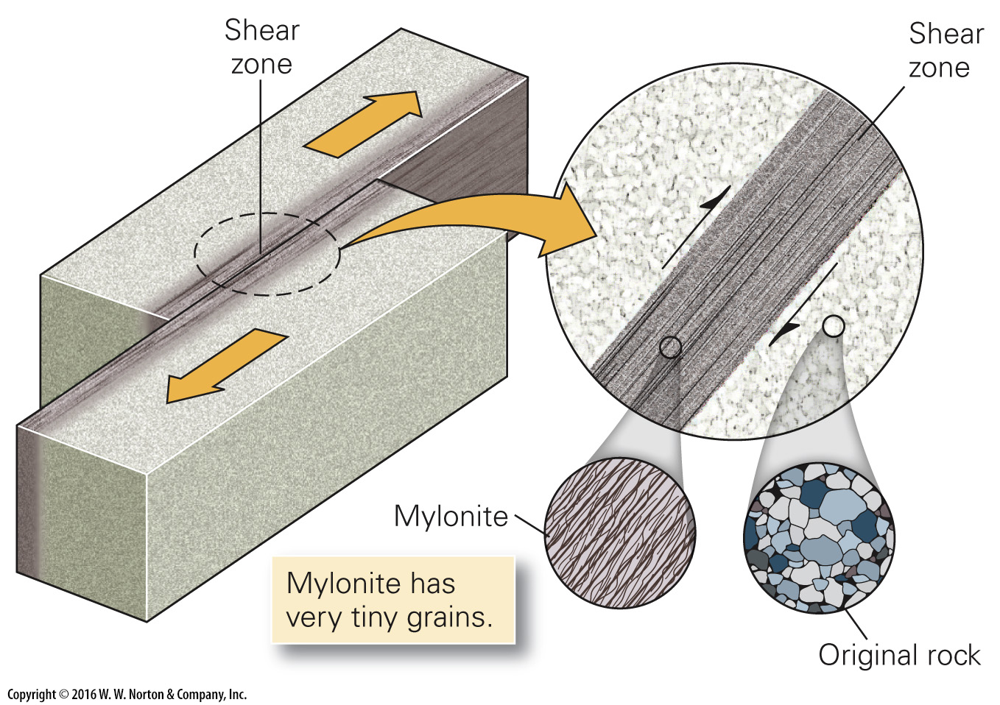 Shear
zone
Shear
zone
Mylonite
Mylonite has
very tiny grains.
Original rock
Copyright © 2016 W. W. Norton & Company, Inc.